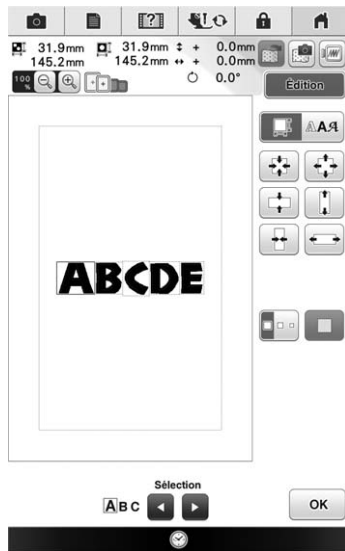 31.9mm 31.9mm + 0.0mm
145.2mm 145.2mm + 0.0mm
100 % 0.0°
Édition
AAA
ABCDE
Sélection
ABC OK